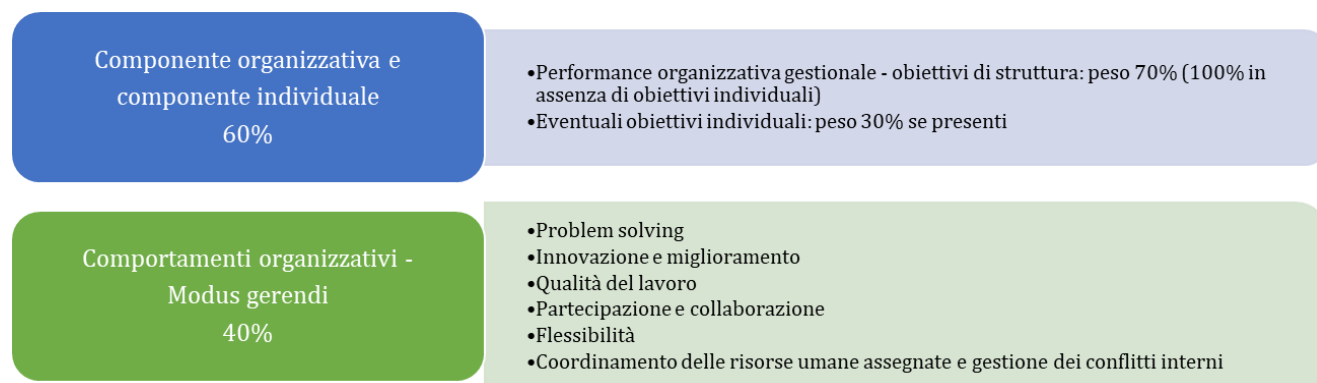 Componente organizzativa e
componente individuale
60%
•Performance organizzativa gestionale - obiettivi di struttura: peso 70% (100% in
assenza di obiettivi individuali)
•Eventuali obiettivi individuali: peso 30% se presenti
Comportamenti organizzativi -
Modus gerendi
40%
•Problem solving
•Innovazione e miglioramento
•Qualità del lavoro
•Partecipazione e collaborazione
•Flessibilità
•Coordinamento delle risorse umane assegnate e gestione dei conflitti interni